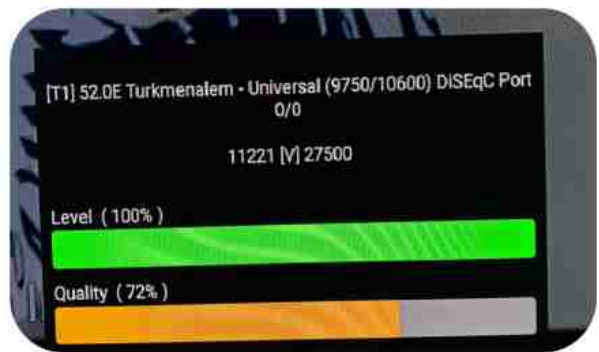 [T1] 52.0E Turkmenalem - Universal (9750/10600) DiSEqC Port
0/0
11221 [V] 27500
Level ( 100% )
Quality ( 72% )